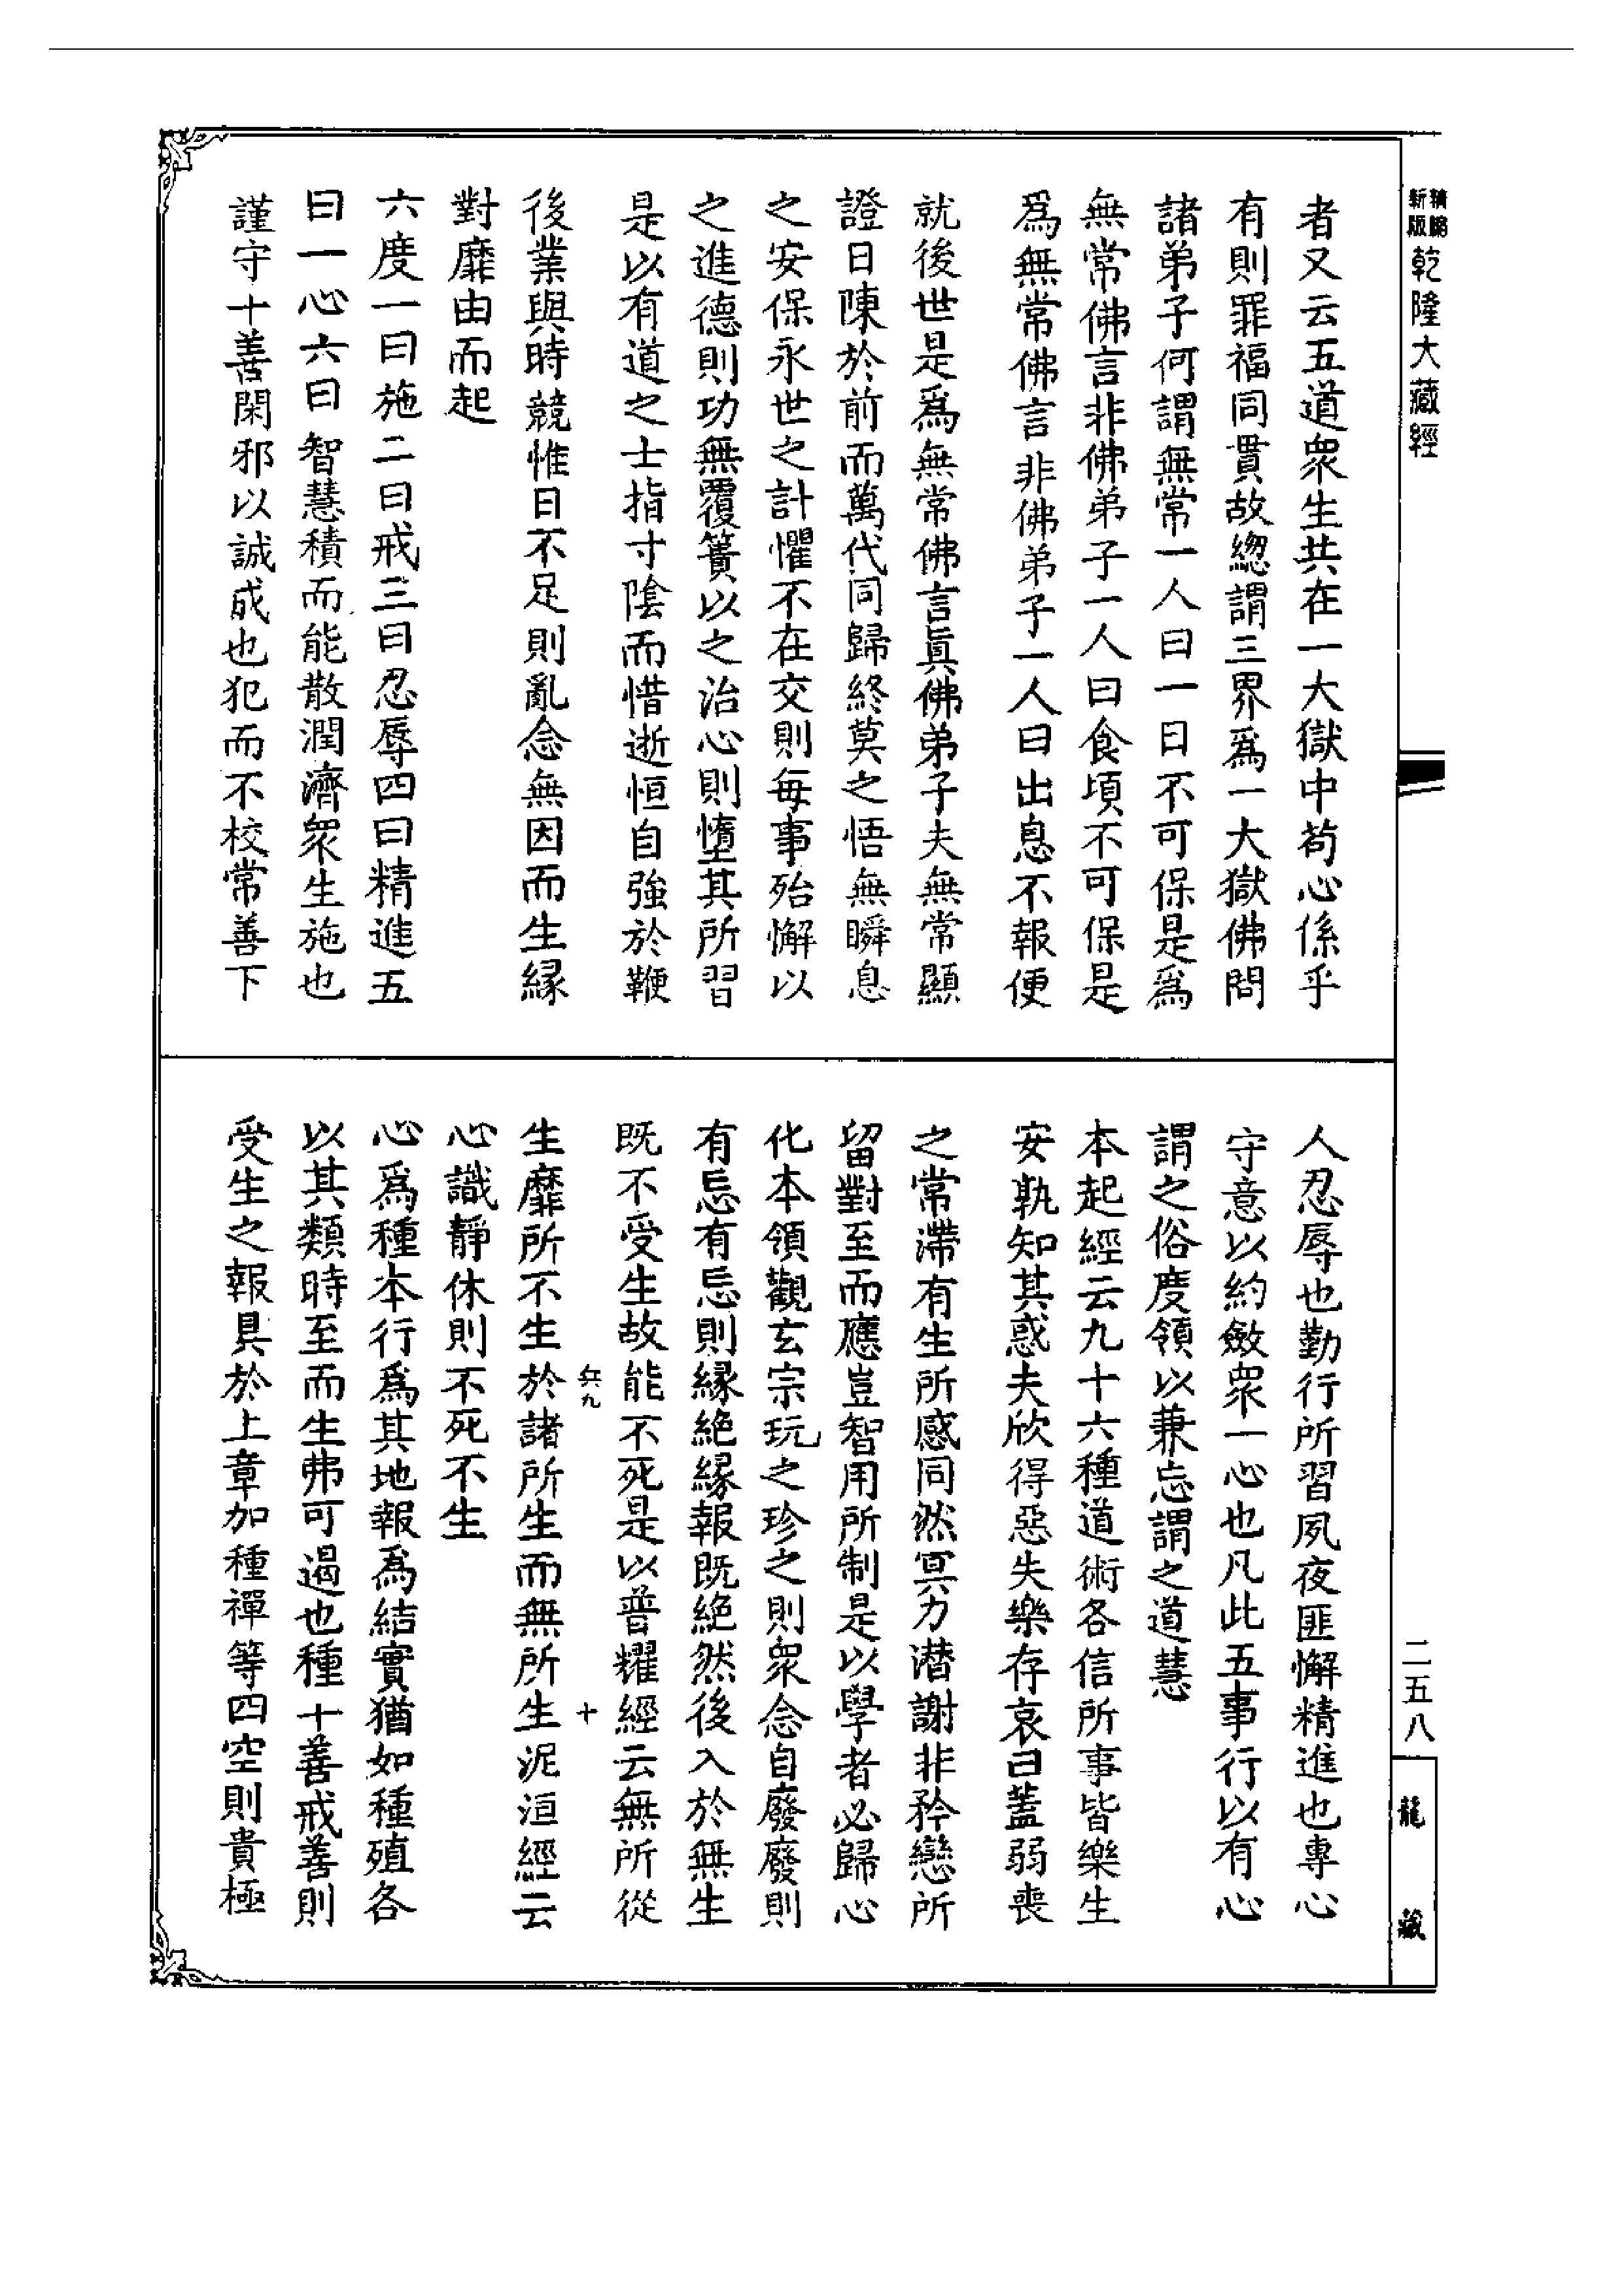 新版 精勘 乾隆大藏經
者又云五道眾生共在一大獄中苟心係乎
有則罪福同貫故緫謂三界爲一大獄佛問
諸弟子何謂無常一人曰一日不可保是爲
無常佛言非佛弟子一人曰食頃不可保是
爲無常佛言非佛弟子一人曰出息不報便
就後世是爲無常佛言眞佛弟子夫無常顯
證日陳於前而萬代同歸終莫之悟無瞬息
之安保永世之計懼不在交則每事殆懈以
之進德則功無覆簣以之治心則墮其所習
是以有道之士指寸陰而惜逝恒自強於鞭
後業與時競惟日不足則亂念無因而生緣
對靡由而起
六度一曰施二曰戒三曰忍辱四曰精進五
曰一心六曰智慧積而能散潤濟眾生施也
謹守十善閑邪以誠戒也犯而不校常善下
人忍辱也勤行所習夙夜匪懈精進也專心
守意以約斂眾一心也凡此五事行以有心
謂之俗度領以兼忘謂之道慧
本起經云九十六種道術各信所事皆樂生
安孰知其惑夫欣得惡失樂存哀曰蓋弱喪
之常滯有生所感同然冥力潛謝非矜戀所
留對至而應豈智用所制是以學者必歸心
化本領觀玄宗玩之珍之則眾念自廢廢則
有忘有忘則緣絕緣報既絕然後入於無生
既不受生故能不死是以普耀經云無所從
兵九
十
生靡所不生於諸所生而無所生泥洹經云
心識靜休則不死不生
心爲種本行爲其地報爲結實猶如種殖各
以其類時至而生弗可遏也種十善戒善則
受生之報具於上章加種禪等四空則貴極
二五八
龍藏